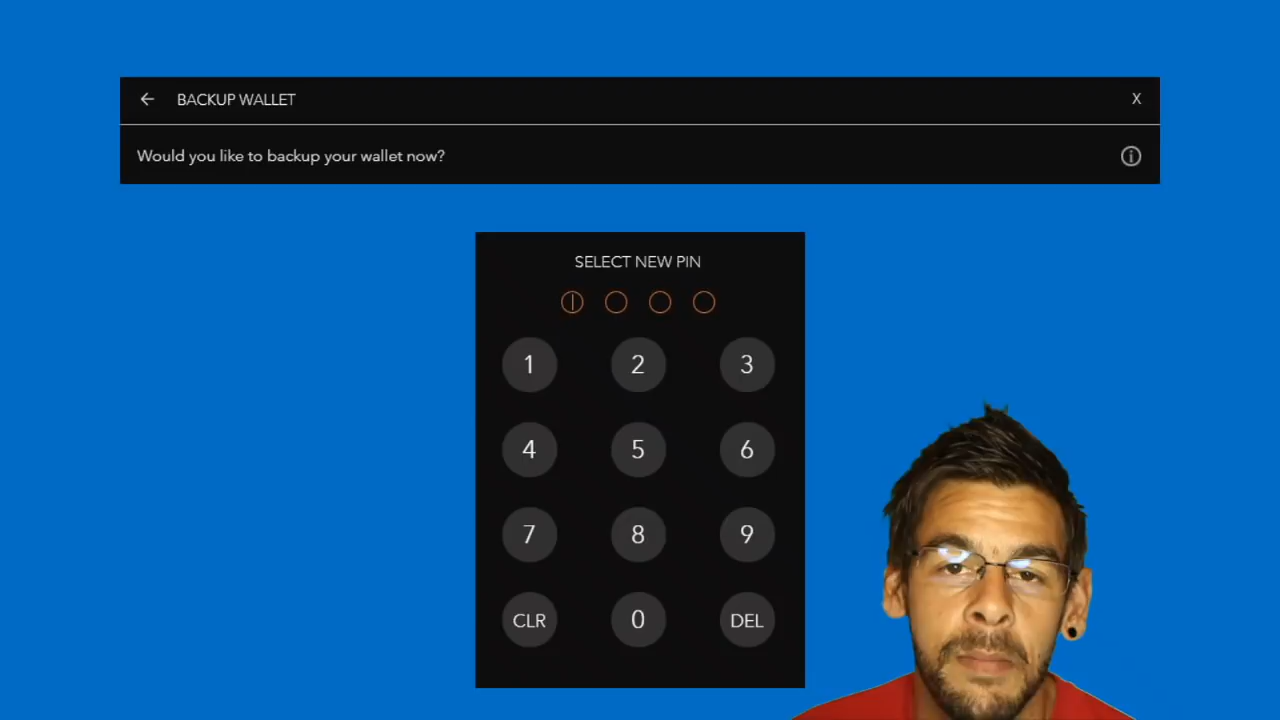 BACKUP WALLET
X
Would you like to backup your wallet now?
SELECT NEW PIN
1 2 3
4 5 6
7 8 9
CLR 0 DEL